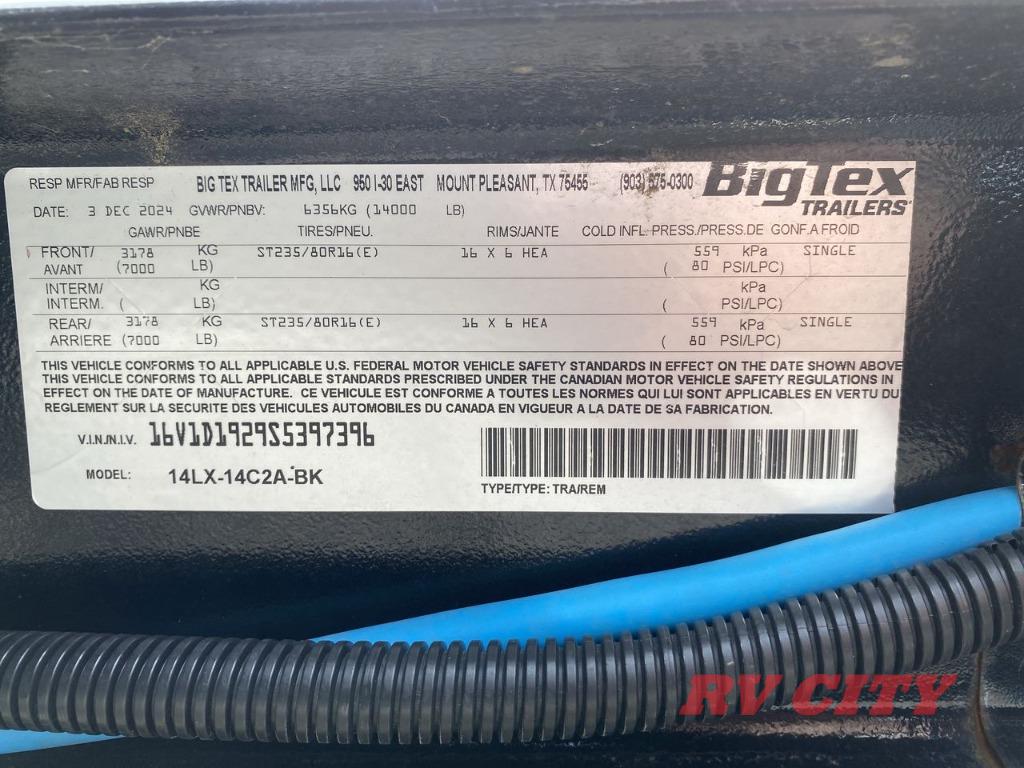 RESP MFR/FAB RESP BIG TEX TRAILER MFG, LLC 950 I-30 EAST MOUNT PLEASANT, TX 75455 (903) 575-0300 BigTex
TRAILERS
DATE: 3 DEC 2024 GVWR/PNBV: 6356KG (14000 LB)
GAWR/PNBE TIRES/PNEU. RIMS/JANTE COLD INFL. PRESS./PRESS.DE GONF.A FROID
FRONT/ 3178 KG ST235/80R16(E) 16 X 6 HEA 559 kPa SINGLE
AVANT (7000 LB) ( 80 PSI/LPC)
INTERM/ KG kPa
INTERM. ( LB) ( PSI/LPC)
REAR/ 3178 KG ST235/80R16(E) 16 X 6 HEA 559 kPa SINGLE
ARRIERE (7000 LB) ( 80 PSI/LPC)
THIS VEHICLE CONFORMS TO ALL APPLICABLE U.S. FEDERAL MOTOR VEHICLE SAFETY STANDARDS IN EFFECT ON THE DATE SHOWN ABOVE
THIS VEHICLE CONFORMS TO ALL APPLICABLE STANDARDS PRESCRIBED UNDER THE CANADIAN MOTOR VEHICLE SAFETY REGULATIONS IN
EFFECT ON THE DATE OF MANUFACTURE. CE VEHICULE EST CONFORME A TOUTES LES NORMES QUI SONT APPLICABLES EN VERTU DU
REGLEMENT SUR LA SECURITE DES VEHICULES AUTOMOBILES DU CANADA EN VIGUEUR A LA DATE DE SA FABRICATION.
V.I.N./N.I.V. 16V1D1929S5397396
MODEL: 14LX-14C2A-BK
TYPE/TYPE: TRA/REM
RV CITY